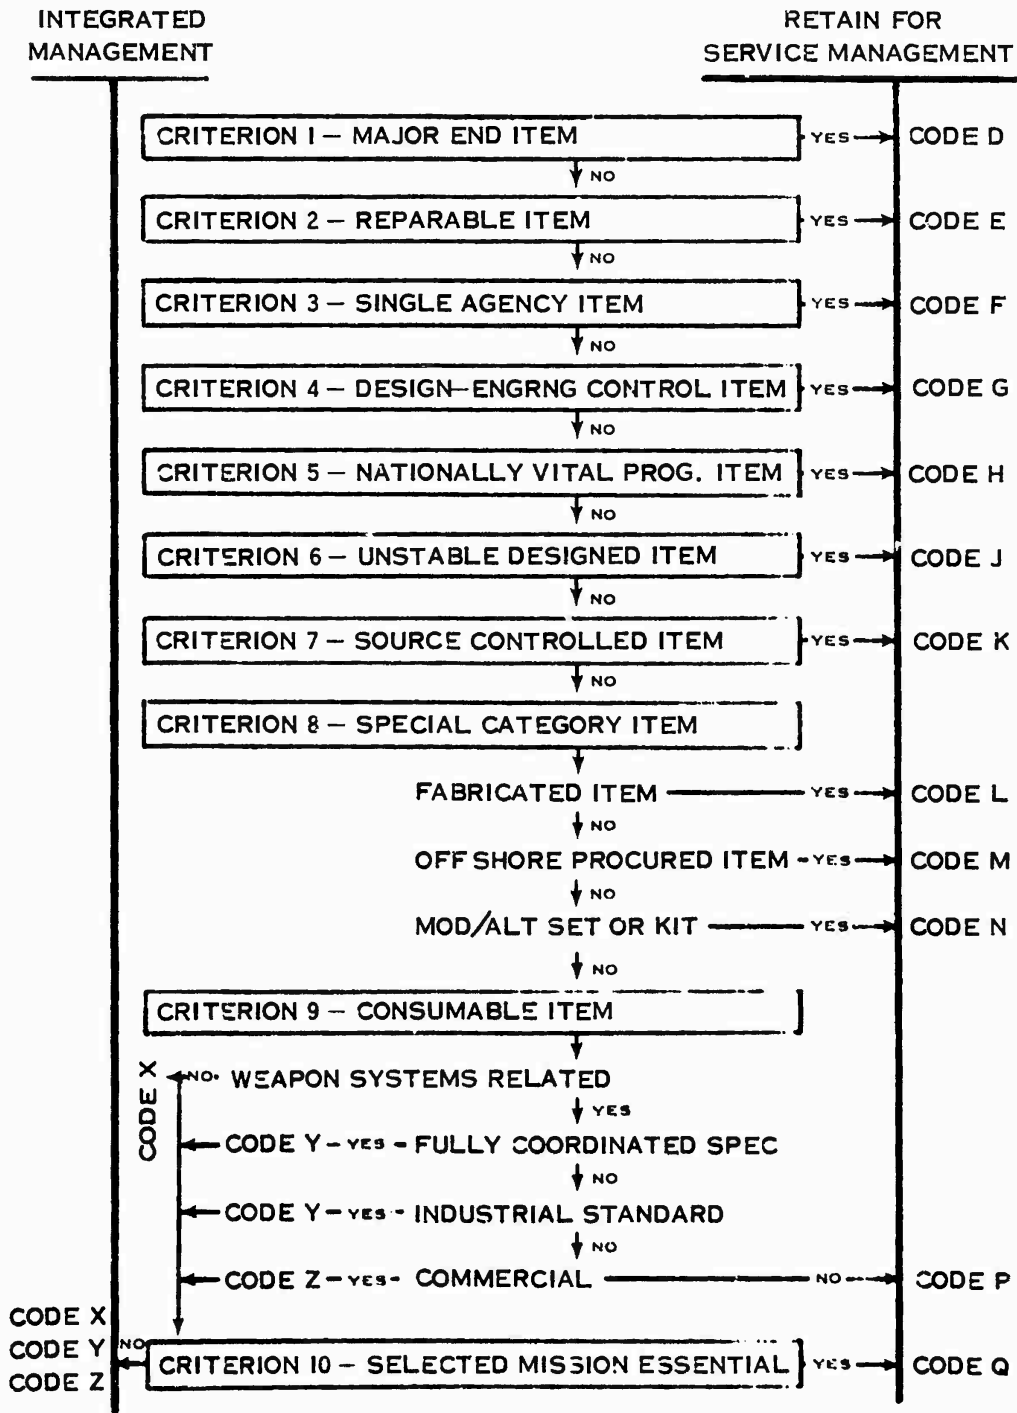 INTEGRATED
MANAGEMENT
RETAIN FOR
SERVICE MANAGEMENT
CRITERION 1 — MAJOR END ITEM YES CODE D
NO
CRITERION 2 — REPARABLE ITEM YES CODE E
NO
CRITERION 3 — SINGLE AGENCY ITEM YES CODE F
NO
CRITERION 4 — DESIGN—ENGRNG CONTROL ITEM YES CODE G
NO
CRITERION 5 — NATIONALLY VITAL PROG. ITEM YES CODE H
NO
CRITERION 6 — UNSTABLE DESIGNED ITEM YES CODE J
NO
CRITERION 7 — SOURCE CONTROLLED ITEM YES CODE K
NO
CRITERION 8 — SPECIAL CATEGORY ITEM
FABRICATED ITEM YES CODE L
NO
OFF SHORE PROCURED ITEM - YES CODE M
NO
MOD/ALT SET OR KIT YES CODE N
NO
CRITERION 9 — CONSUMABLE ITEM
CODE X
NO WEAPON SYSTEMS RELATED
YES
CODE Y — YES - FULLY COORDINATED SPEC
NO
CODE Y — YES - INDUSTRIAL STANDARD
NO
CODE Z — YES - COMMERCIAL NO CODE P
CODE X
CODE Y
CODE Z
NO
CRITERION 10 — SELECTED MISSION ESSENTIAL YES CODE Q